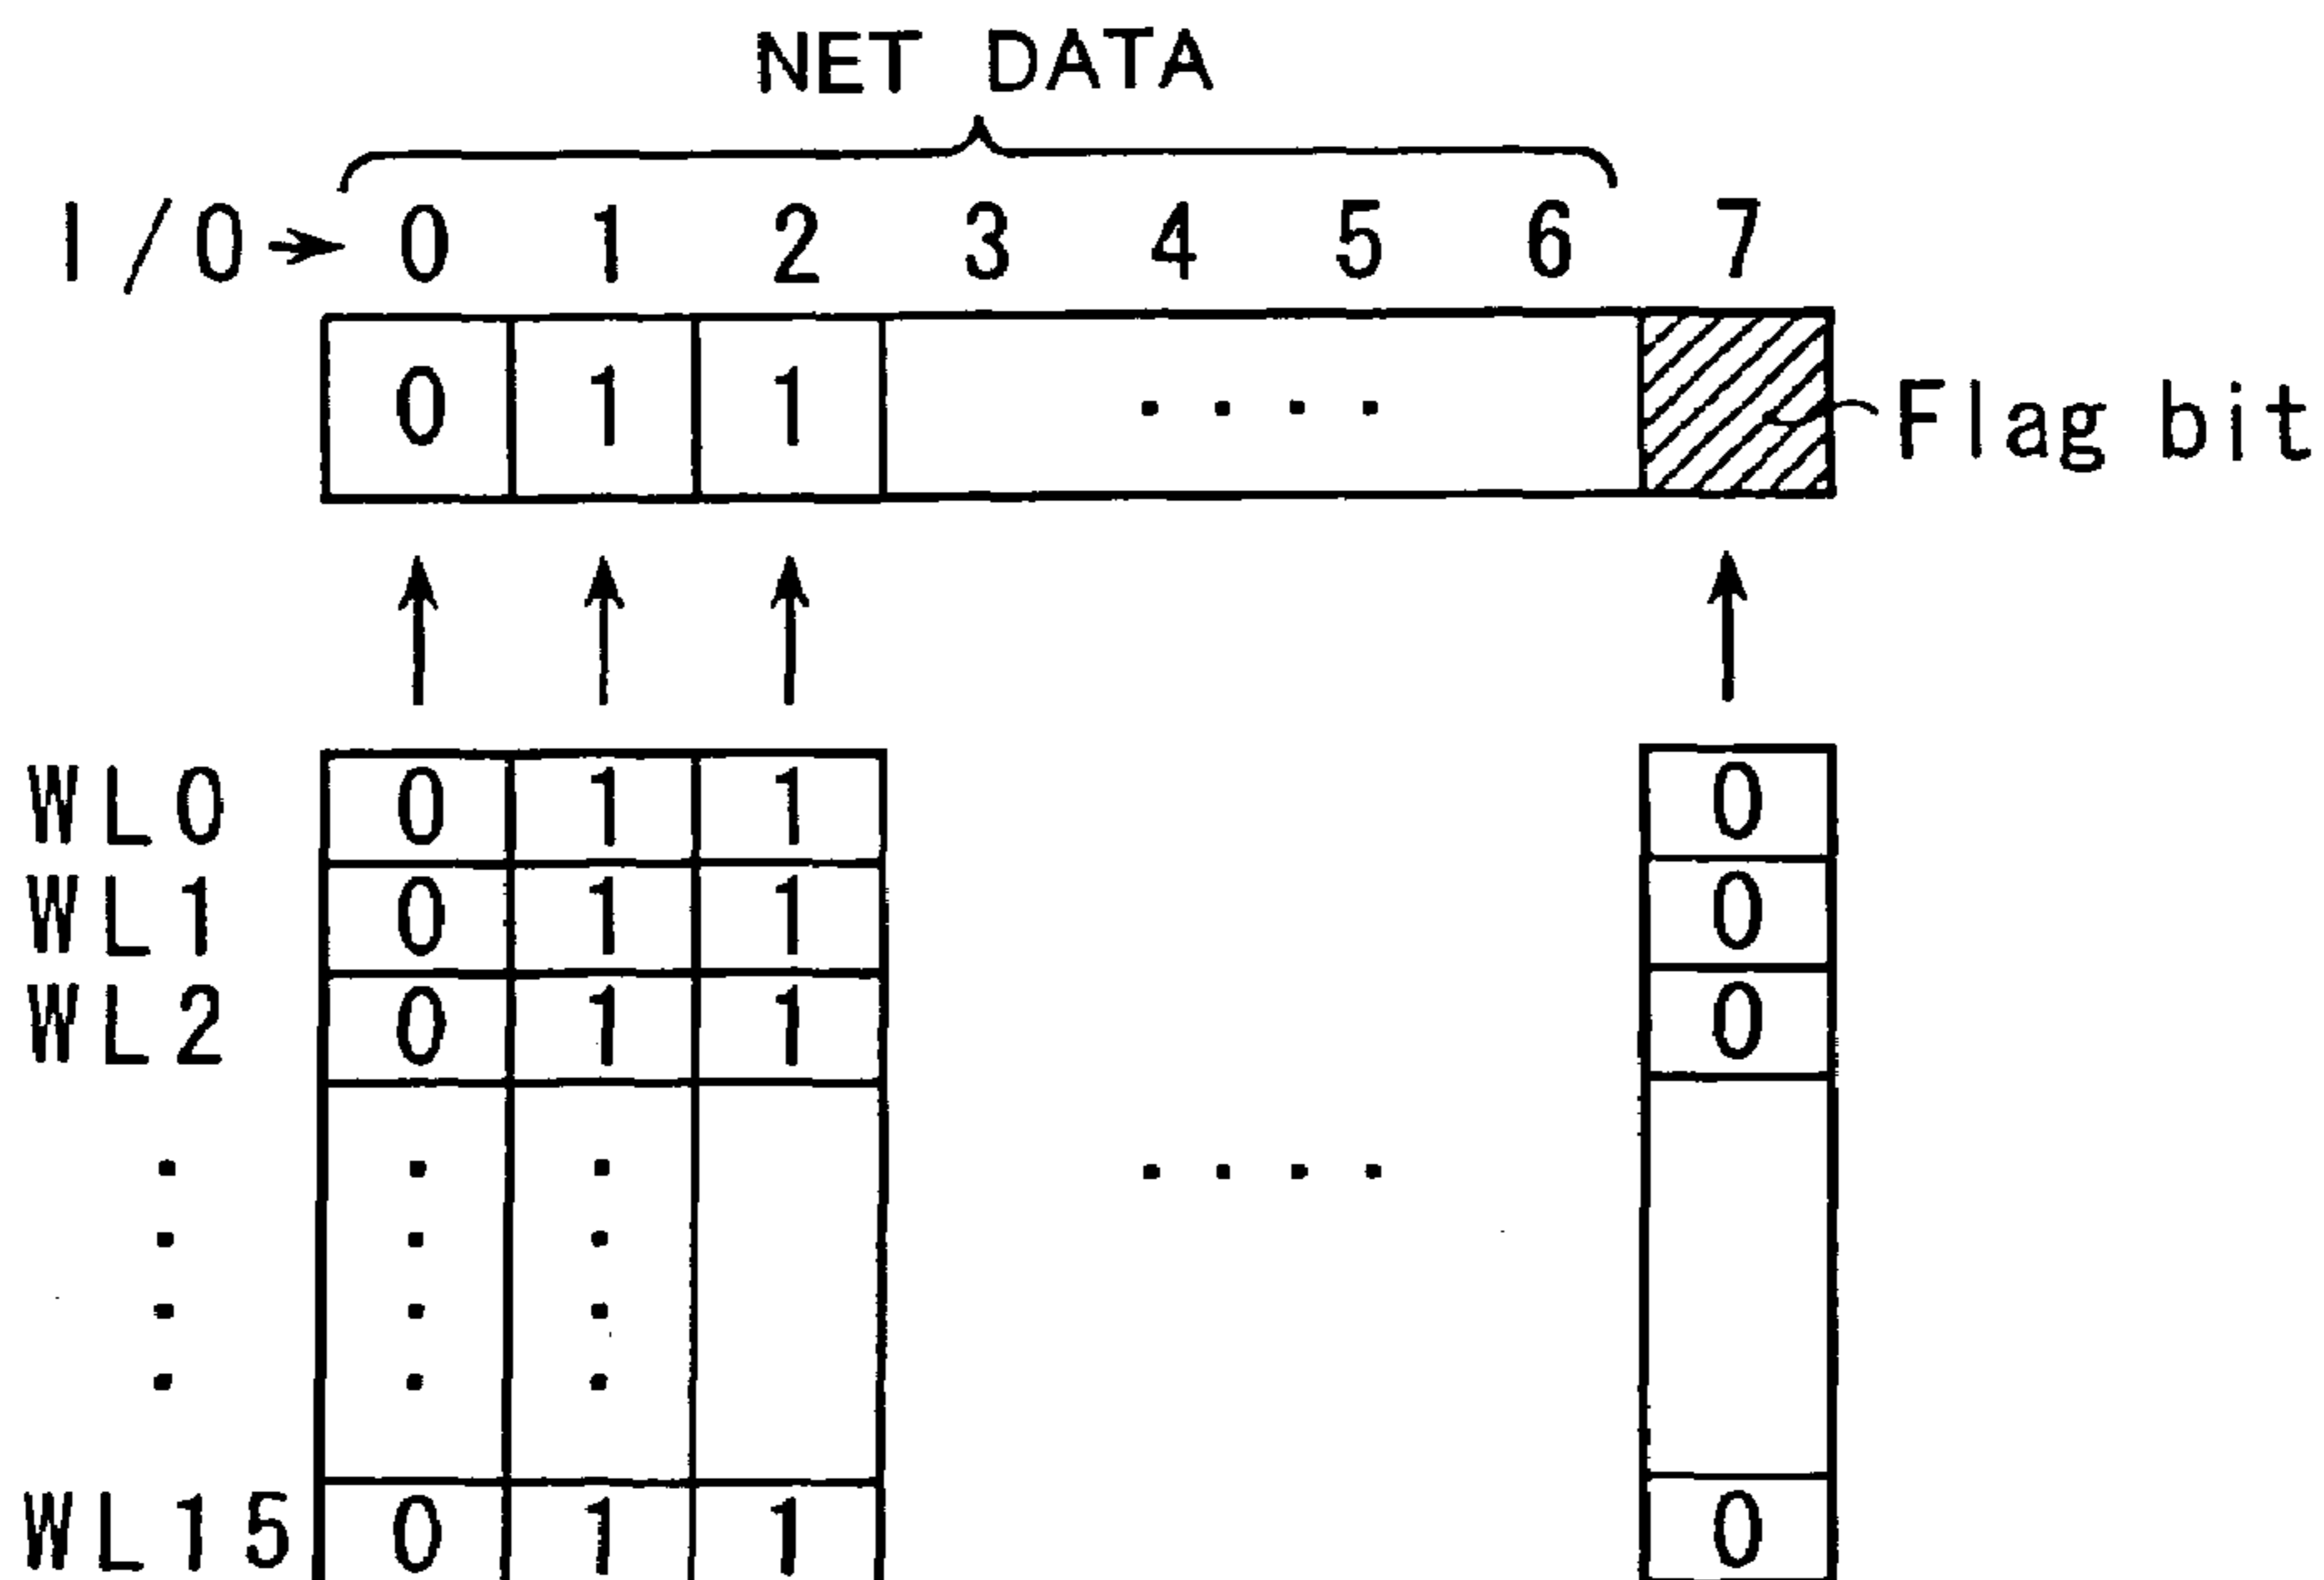 NET DATA
I/O 0 1 2 3 4 5 6 7
0 1 1 ････ Flag bit
WL0 0 1 1 0
WL1 0 1 1 0
WL2 0 1 1 0
WL15 0 1 1 0